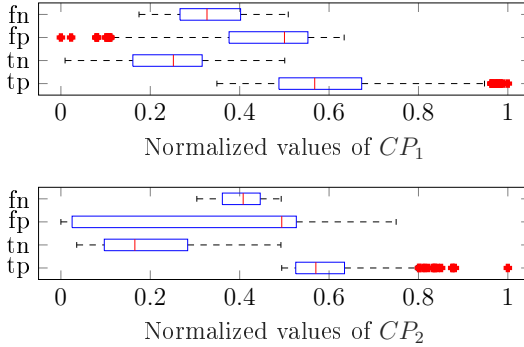 fn
fp
tn
tp
0 0.2 0.4 0.6 0.8 1
Normalized values of CP₁
fn
fp
tn
tp
0 0.2 0.4 0.6 0.8 1
Normalized values of CP₂